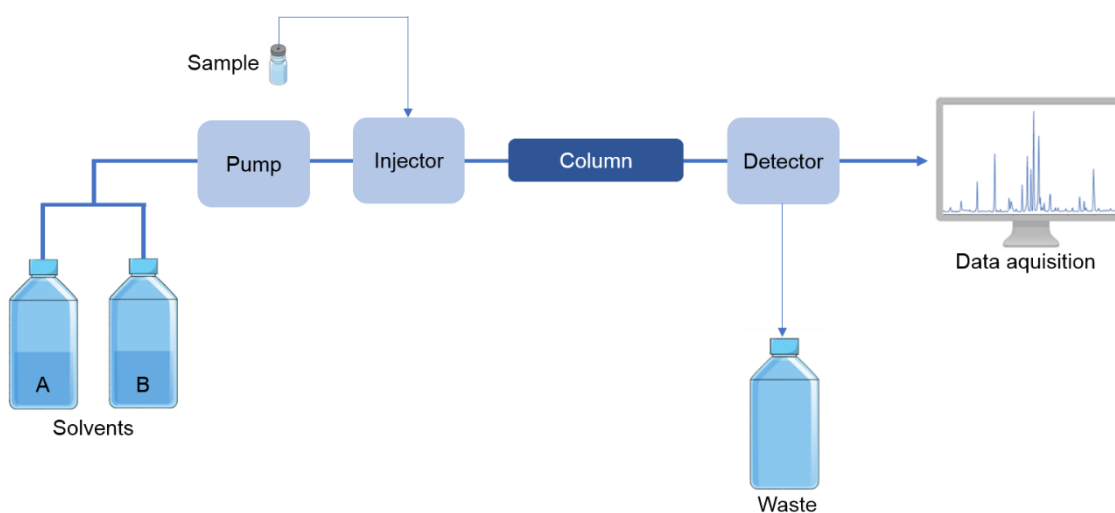 Sample
Pump
Injector
Column
Detector
Data aquisition
A
B
Solvents
Waste